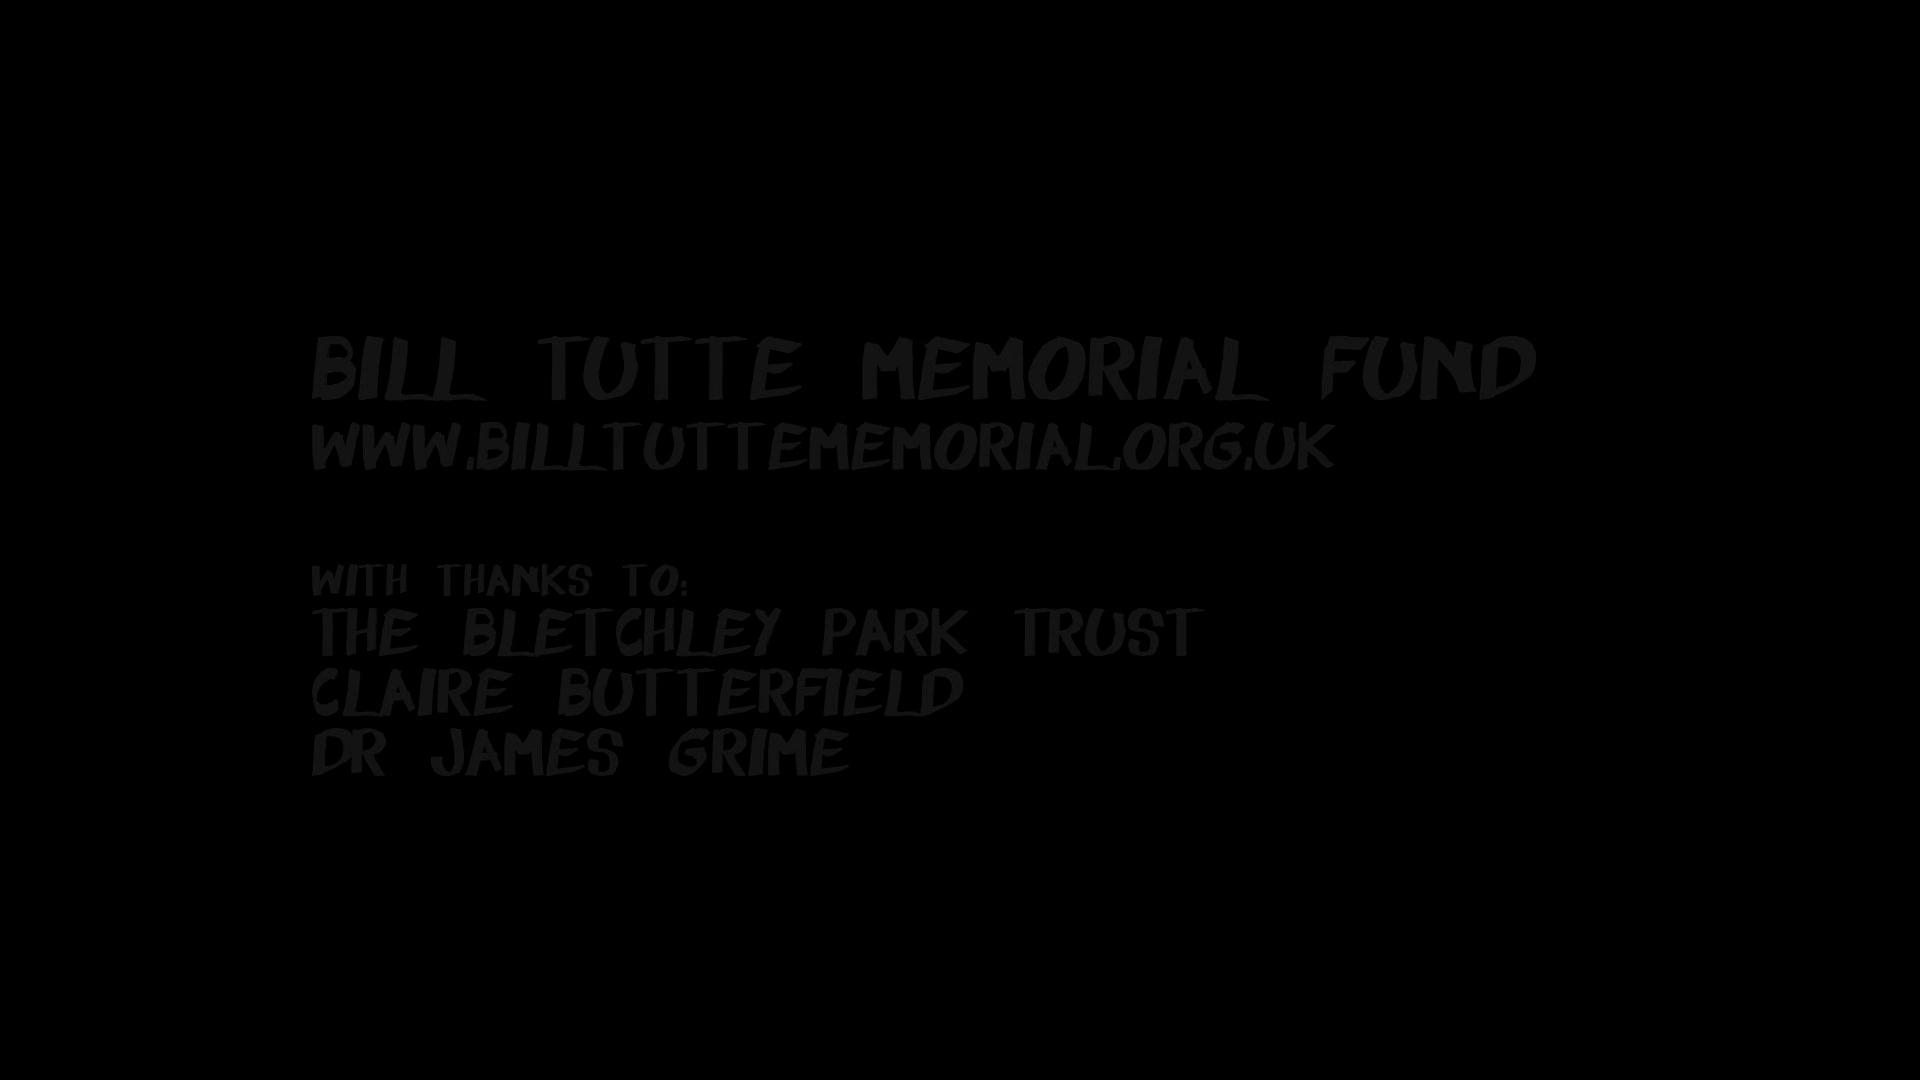 BILL TUTTE MEMORIAL FUND
WWW.BILLTUTTEMEMORIAL.ORG.UK
WITH THANKS TO:
THE BLETCHLEY PARK TRUST
CLAIRE BUTTERFIELD
DR JAMES GRIME